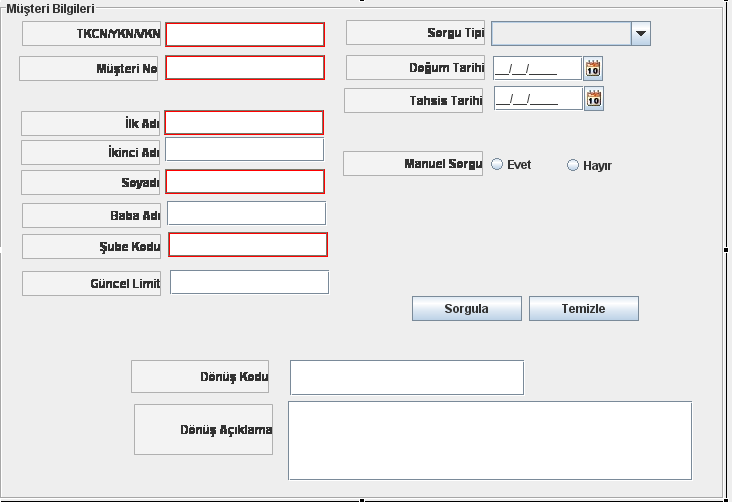 Müşteri Bilgileri
TKCN/YKN/VKN
Sorgu Tipi
Müşteri No
Doğum Tarihi
__/__/____
10
Tahsis Tarihi
__/__/____
10
İlk Adı
İkinci Adı
Manuel Sorgu
Evet
Hayır
Soyadı
Baba Adı
Şube Kodu
Güncel Limit
Sorgula
Temizle
Dönüş Kodu
Dönüş Açıklama